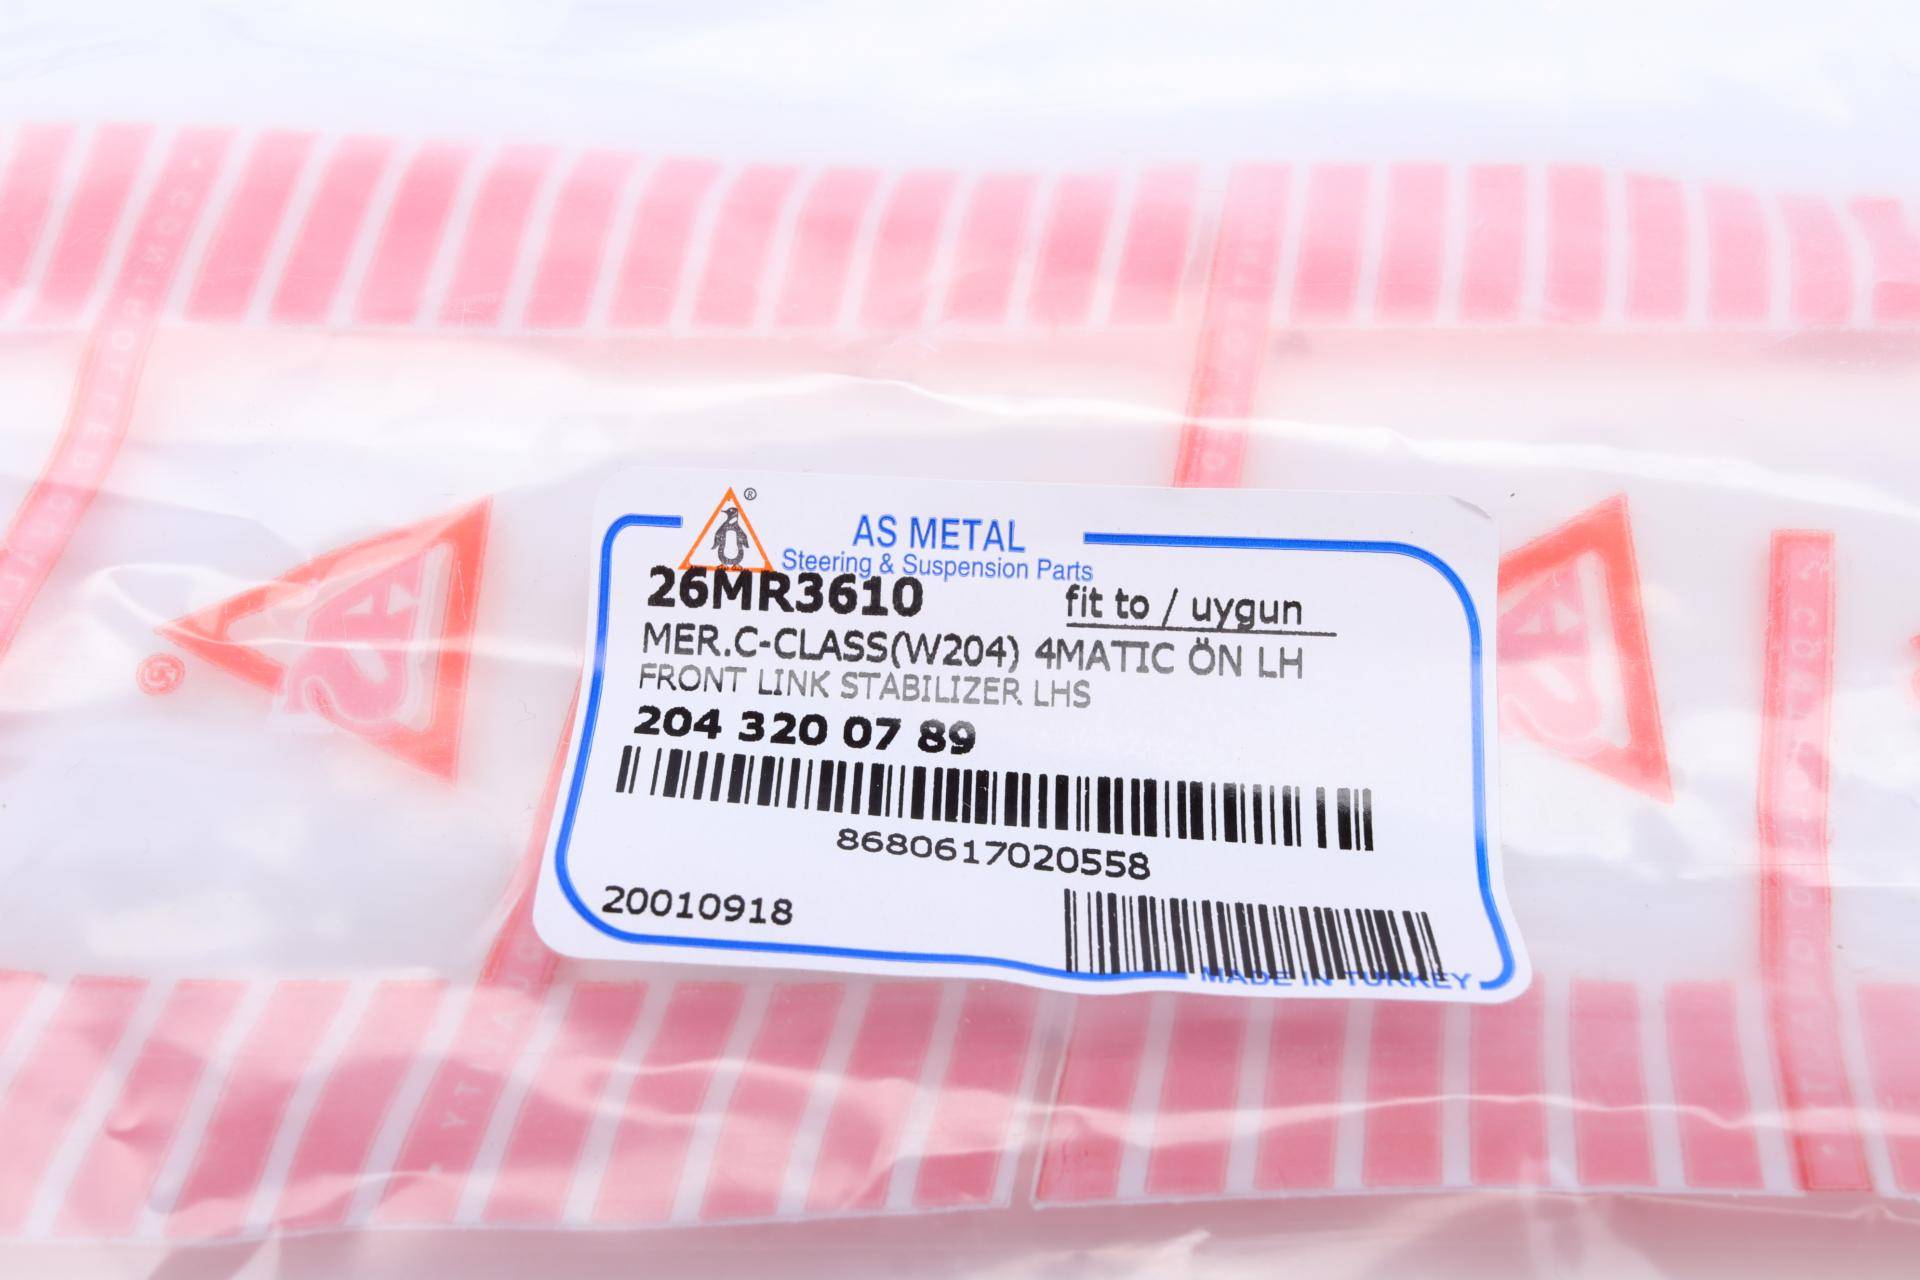 ®
AS METAL
Steering & Suspension Parts
26MR3610
fit to / uygun
MER.C-CLASS(W204) 4MATIC ÖN LH
FRONT LINK STABILIZER LHS
204 320 07 89
8680617020558
20010918
MADE IN TURKEY
AS